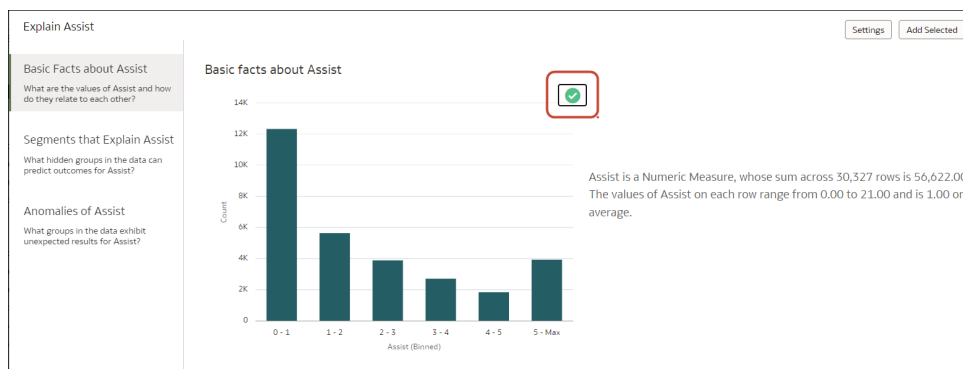 Explain Assist
Settings
Add Selected
Basic Facts about Assist
What are the values of Assist and how
do they relate to each other?
Segments that Explain Assist
What hidden groups in the data can
predict outcomes for Assist?
Anomalies of Assist
What groups in the data exhibit
unexpected results for Assist?
Basic facts about Assist
14K
12K
10K
8K
6K
4K
2K
0
Count
0 - 1
1 - 2
2 - 3
3 - 4
4 - 5
5 - Max
Assist (Binned)
Assist is a Numeric Measure, whose sum across 30,327 rows is 56,622.00
The values of Assist on each row range from 0.00 to 21.00 and is 1.00 or
average.